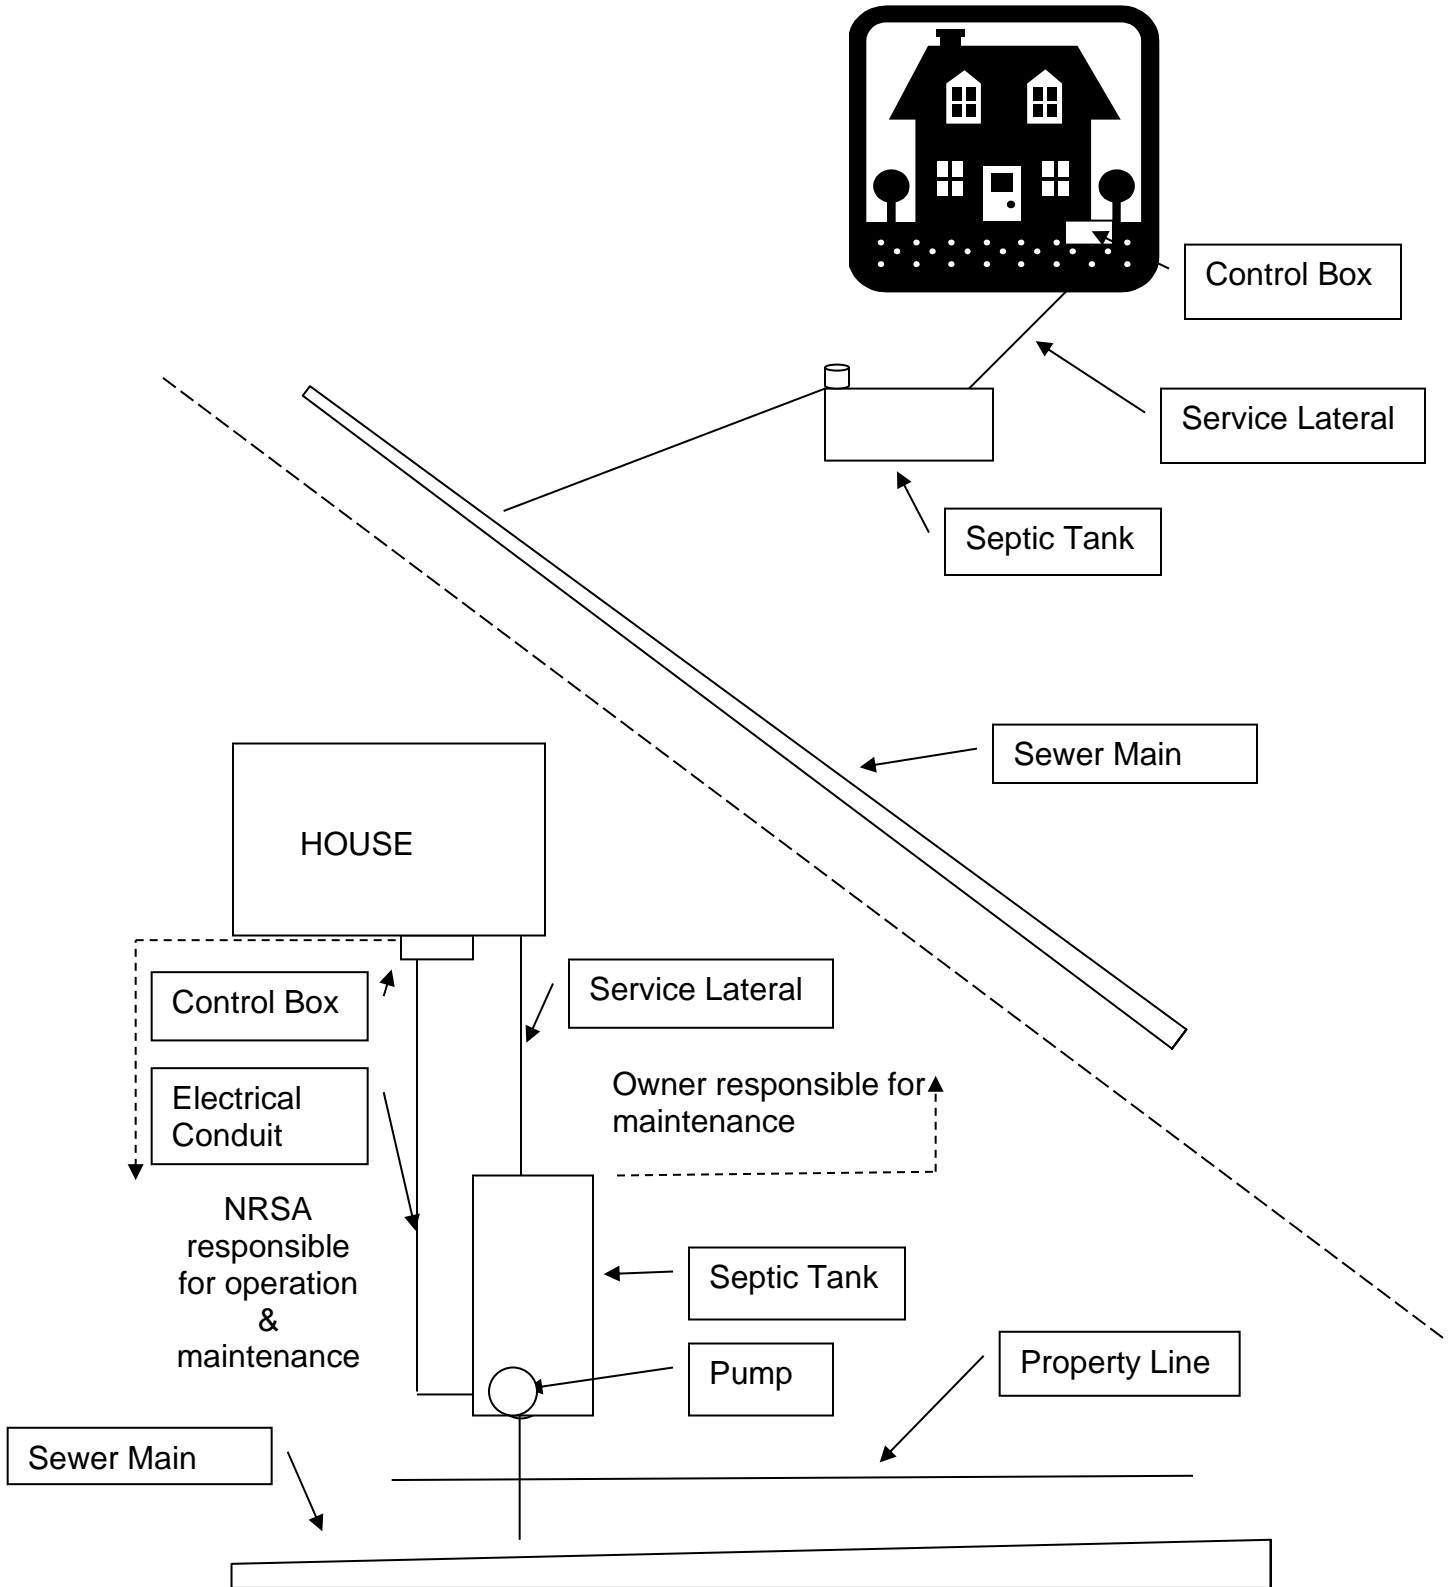 Control Box
Service Lateral
Septic Tank
Sewer Main
HOUSE
Control Box
Service Lateral
Electrical
Conduit
Owner responsible for
maintenance
NRSA
responsible
for operation
&
maintenance
Septic Tank
Pump
Property Line
Sewer Main